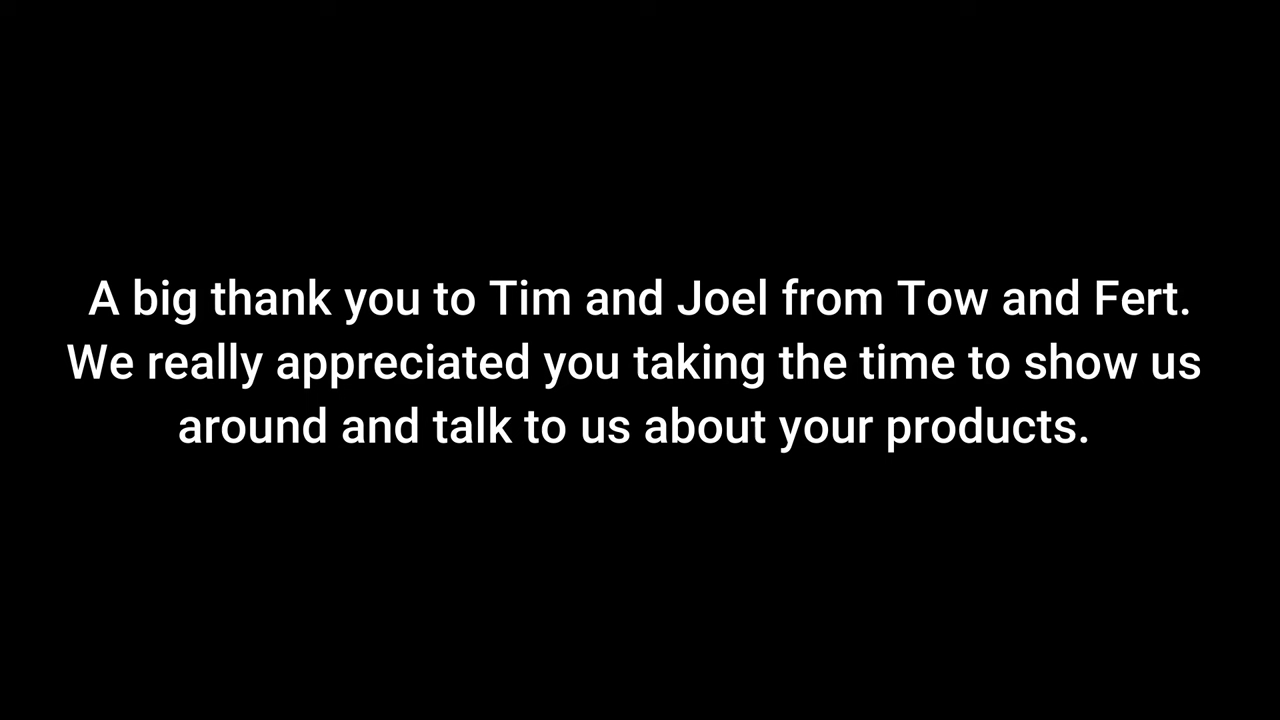 A big thank you to Tim and Joel from Tow and Fert.
We really appreciated you taking the time to show us
around and talk to us about your products.